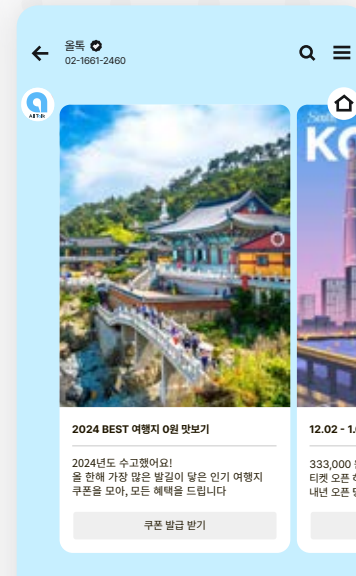 올톡
02-1661-2460
AllTalk
Seoul
KO
2024 BEST 여행지 0원 맛보기
2024년도 수고했어요!
올 한해 가장 많은 발길이 닿은 인기 여행지
쿠폰을 모아, 모든 혜택을 드립니다
쿠폰 발급 받기
12.02 - 1.
333,000
티켓 오픈
내년 오픈